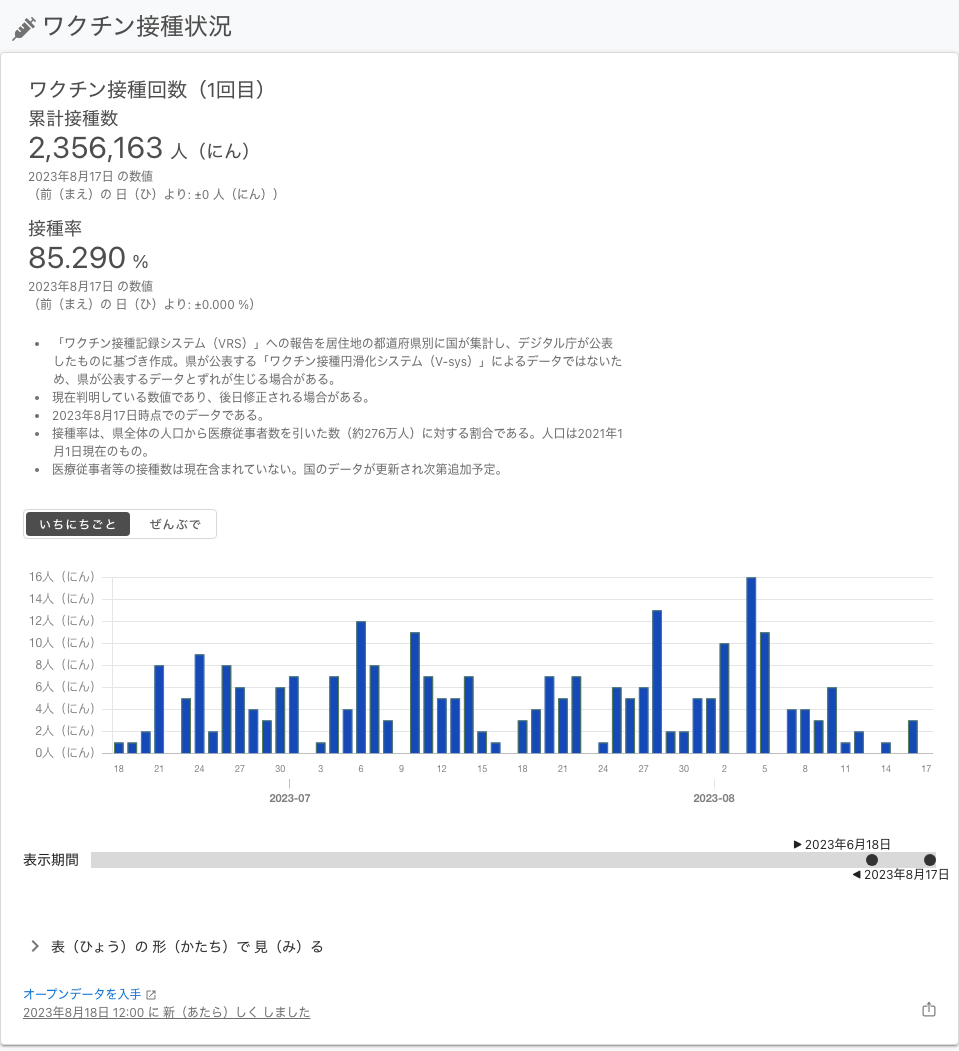 ワクチン接種状況
ワクチン接種回数（1回目）
累計接種数
2,356,163 人（にん）
2023年8月17日 の数値
（前（まえ）の 日（ひ）より: ±0 人（にん））
接種率
85.290 %
2023年8月17日 の数値
（前（まえ）の 日（ひ）より: ±0.000 %）
• 「ワクチン接種記録システム（VRS）」への報告を居住地の都道府県別に国が集計し、デジタル庁が公表
したものに基づき作成。県が公表する「ワクチン接種円滑化システム（V-sys）」によるデータではないた
め、県が公表するデータとずれが生じる場合がある。
• 現在判明している数値であり、後日修正される場合がある。
• 2023年8月17日時点でのデータである。
• 接種率は、県全体の人口から医療従事者数を引いた数（約276万人）に対する割合である。人口は2021年1
月1日現在のもの。
• 医療従事者等の接種数は現在含まれていない。国のデータが更新され次第追加予定。
いちにちごと ぜんぶで
16人（にん）
14人（にん）
12人（にん）
10人（にん）
8人（にん）
6人（にん）
4人（にん）
2人（にん）
0人（にん）
18 21 24 27 30 3 6 9 12 15 18 21 24 27 30 2 5 8 11 14 17
2023-07 2023-08
▶ 2023年6月18日
表示期間
◀ 2023年8月17日
表（ひょう）の 形（かたち）で 見（み）る
オープンデータを入手
2023年8月18日 12:00 に 新（あたら）しく しました